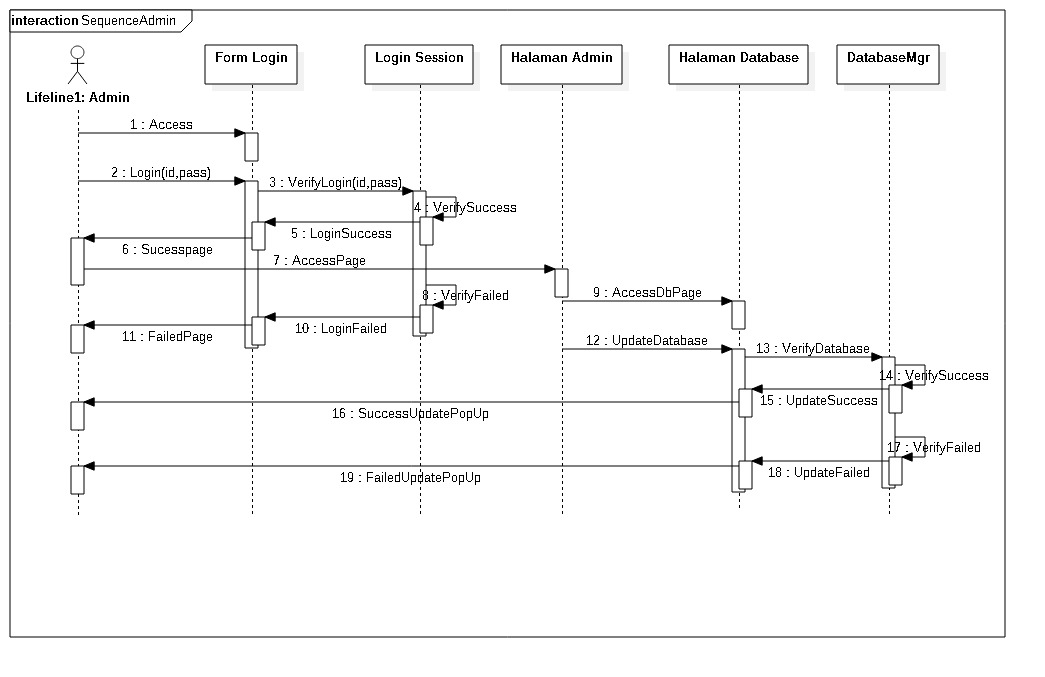 interaction SequenceAdmin
Form Login
Login Session
Halaman Admin
Halaman Database
DatabaseMgr
Lifeline1: Admin
1 : Access
2 : Login(id,pass)
3 : VerifyLogin(id,pass)
4 : VerifySuccess
5 : LoginSuccess
6 : Sucesspage
7 : AccessPage
8 : VerifyFailed
9 : AccessDbPage
10 : LoginFailed
11 : FailedPage
12 : UpdateDatabase
13 : VerifyDatabase
14 : VerifySuccess
15 : UpdateSuccess
16 : SuccessUpdatePopUp
17 : VerifyFailed
18 : UpdateFailed
19 : FailedUpdatePopUp